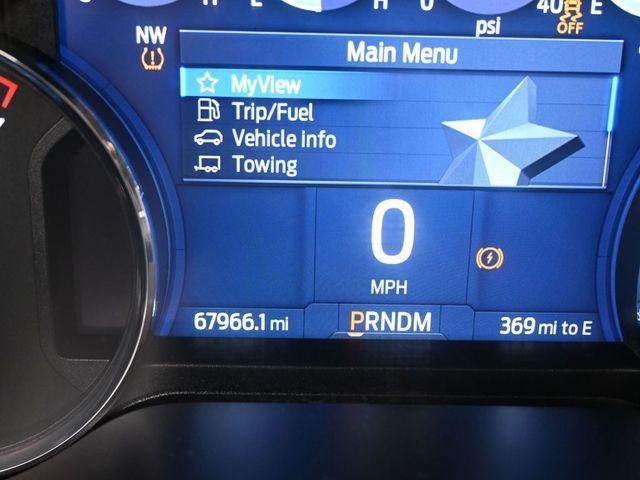 H E H 0 40 E
psi OFF
NW
Main Menu
MyView
Trip/Fuel
Vehicle info
Towing
0
MPH
67966.1 mi PRNDM 369 mi to E